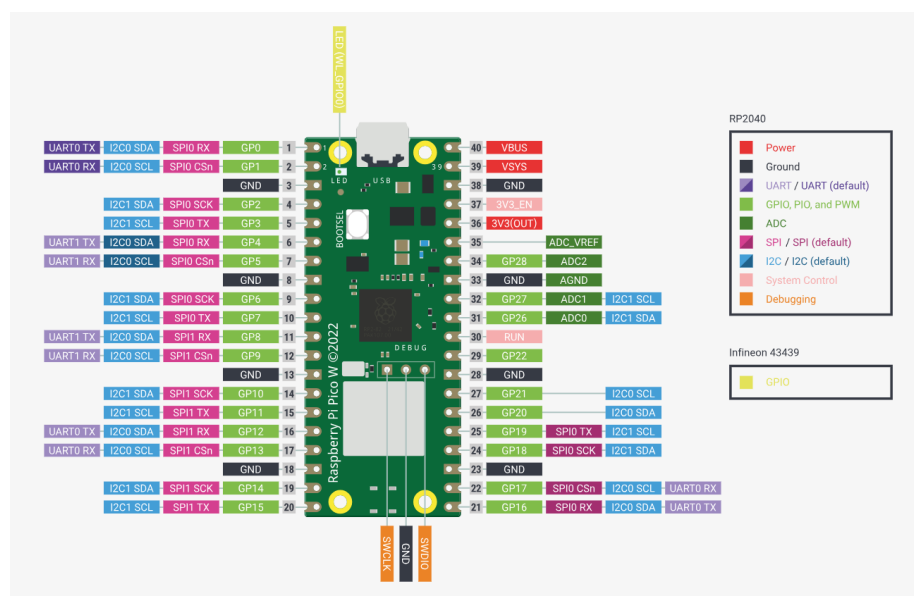 LED (WL_GPIO0)
UART0 TX I2C0 SDA SPI0 RX GP0 1
UART0 RX I2C0 SCL SPI0 CSn GP1 2
GND 3
I2C1 SDA SPI0 SCK GP2 4
I2C1 SCL SPI0 TX GP3 5
UART1 TX I2C0 SDA SPI0 RX GP4 6
UART1 RX I2C0 SCL SPI0 CSn GP5 7
GND 8
I2C1 SDA SPI0 SCK GP6 9
I2C1 SCL SPI0 TX GP7 10
UART1 TX I2C0 SDA SPI1 RX GP8 11
UART1 RX I2C0 SCL SPI1 CSn GP9 12
GND 13
I2C1 SDA SPI1 SCK GP10 14
I2C1 SCL SPI1 TX GP11 15
UART0 TX I2C0 SDA SPI1 RX GP12 16
UART0 RX I2C0 SCL SPI1 CSn GP13 17
GND 18
I2C1 SDA SPI1 SCK GP14 19
I2C1 SCL SPI1 TX GP15 20
1
2
39
LED
USB
BOOTSEL
DEBUG
Raspberry Pi Pico W ©2022
SWCLK
GND
SWDIO
40 VBUS
39 VSYS
38 GND
37 3V3_EN
36 3V3(OUT)
35 ADC_VREF
34 GP28 ADC2
33 GND AGND
32 GP27 ADC1 I2C1 SCL
31 GP26 ADC0 I2C1 SDA
30 RUN
29 GP22
28 GND
27 GP21 I2C0 SCL
26 GP20 I2C0 SDA
25 GP19 SPI0 TX I2C1 SCL
24 GP18 SPI0 SCK I2C1 SDA
23 GND
22 GP17 SPI0 CSn I2C0 SCL UART0 RX
21 GP16 SPI0 RX I2C0 SDA UART0 TX
RP2040
Power
Ground
UART / UART (default)
GPIO, PIO, and PWM
ADC
SPI / SPI (default)
I2C / I2C (default)
System Control
Debugging
Infineon 43439
GPIO